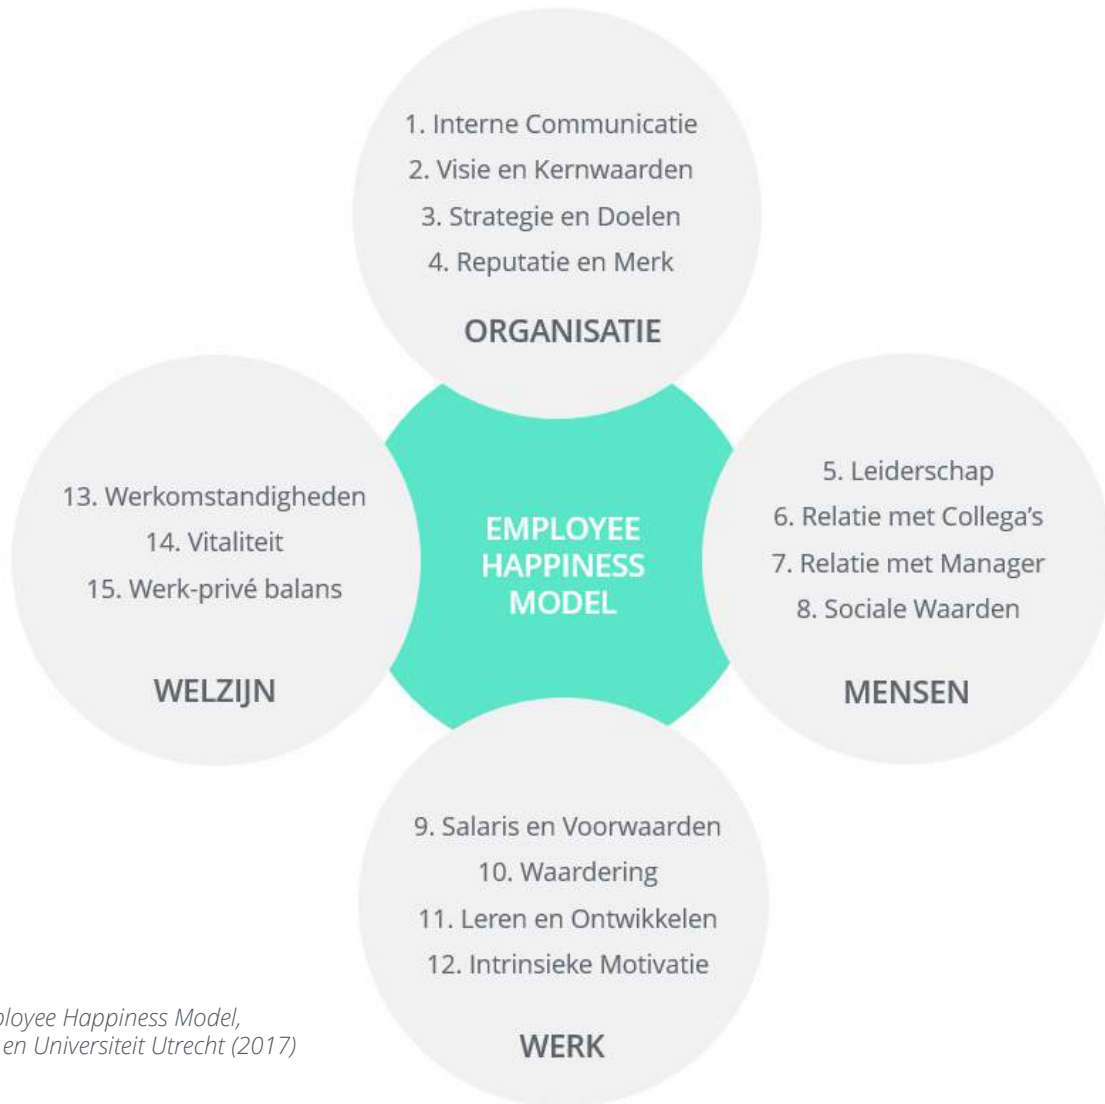 1. Interne Communicatie
2. Visie en Kernwaarden
3. Strategie en Doelen
4. Reputatie en Merk
ORGANISATIE
5. Leiderschap
6. Relatie met Collega's
7. Relatie met Manager
8. Sociale Waarden
MENSEN
9. Salaris en Voorwaarden
10. Waardering
11. Leren en Ontwikkelen
12. Intrinsieke Motivatie
WERK
13. Werkomstandigheden
14. Vitaliteit
15. Werk-privé balans
WELZIJN
EMPLOYEE
HAPPINESS
MODEL
Happiness Model,
en Universiteit Utrecht (2017)